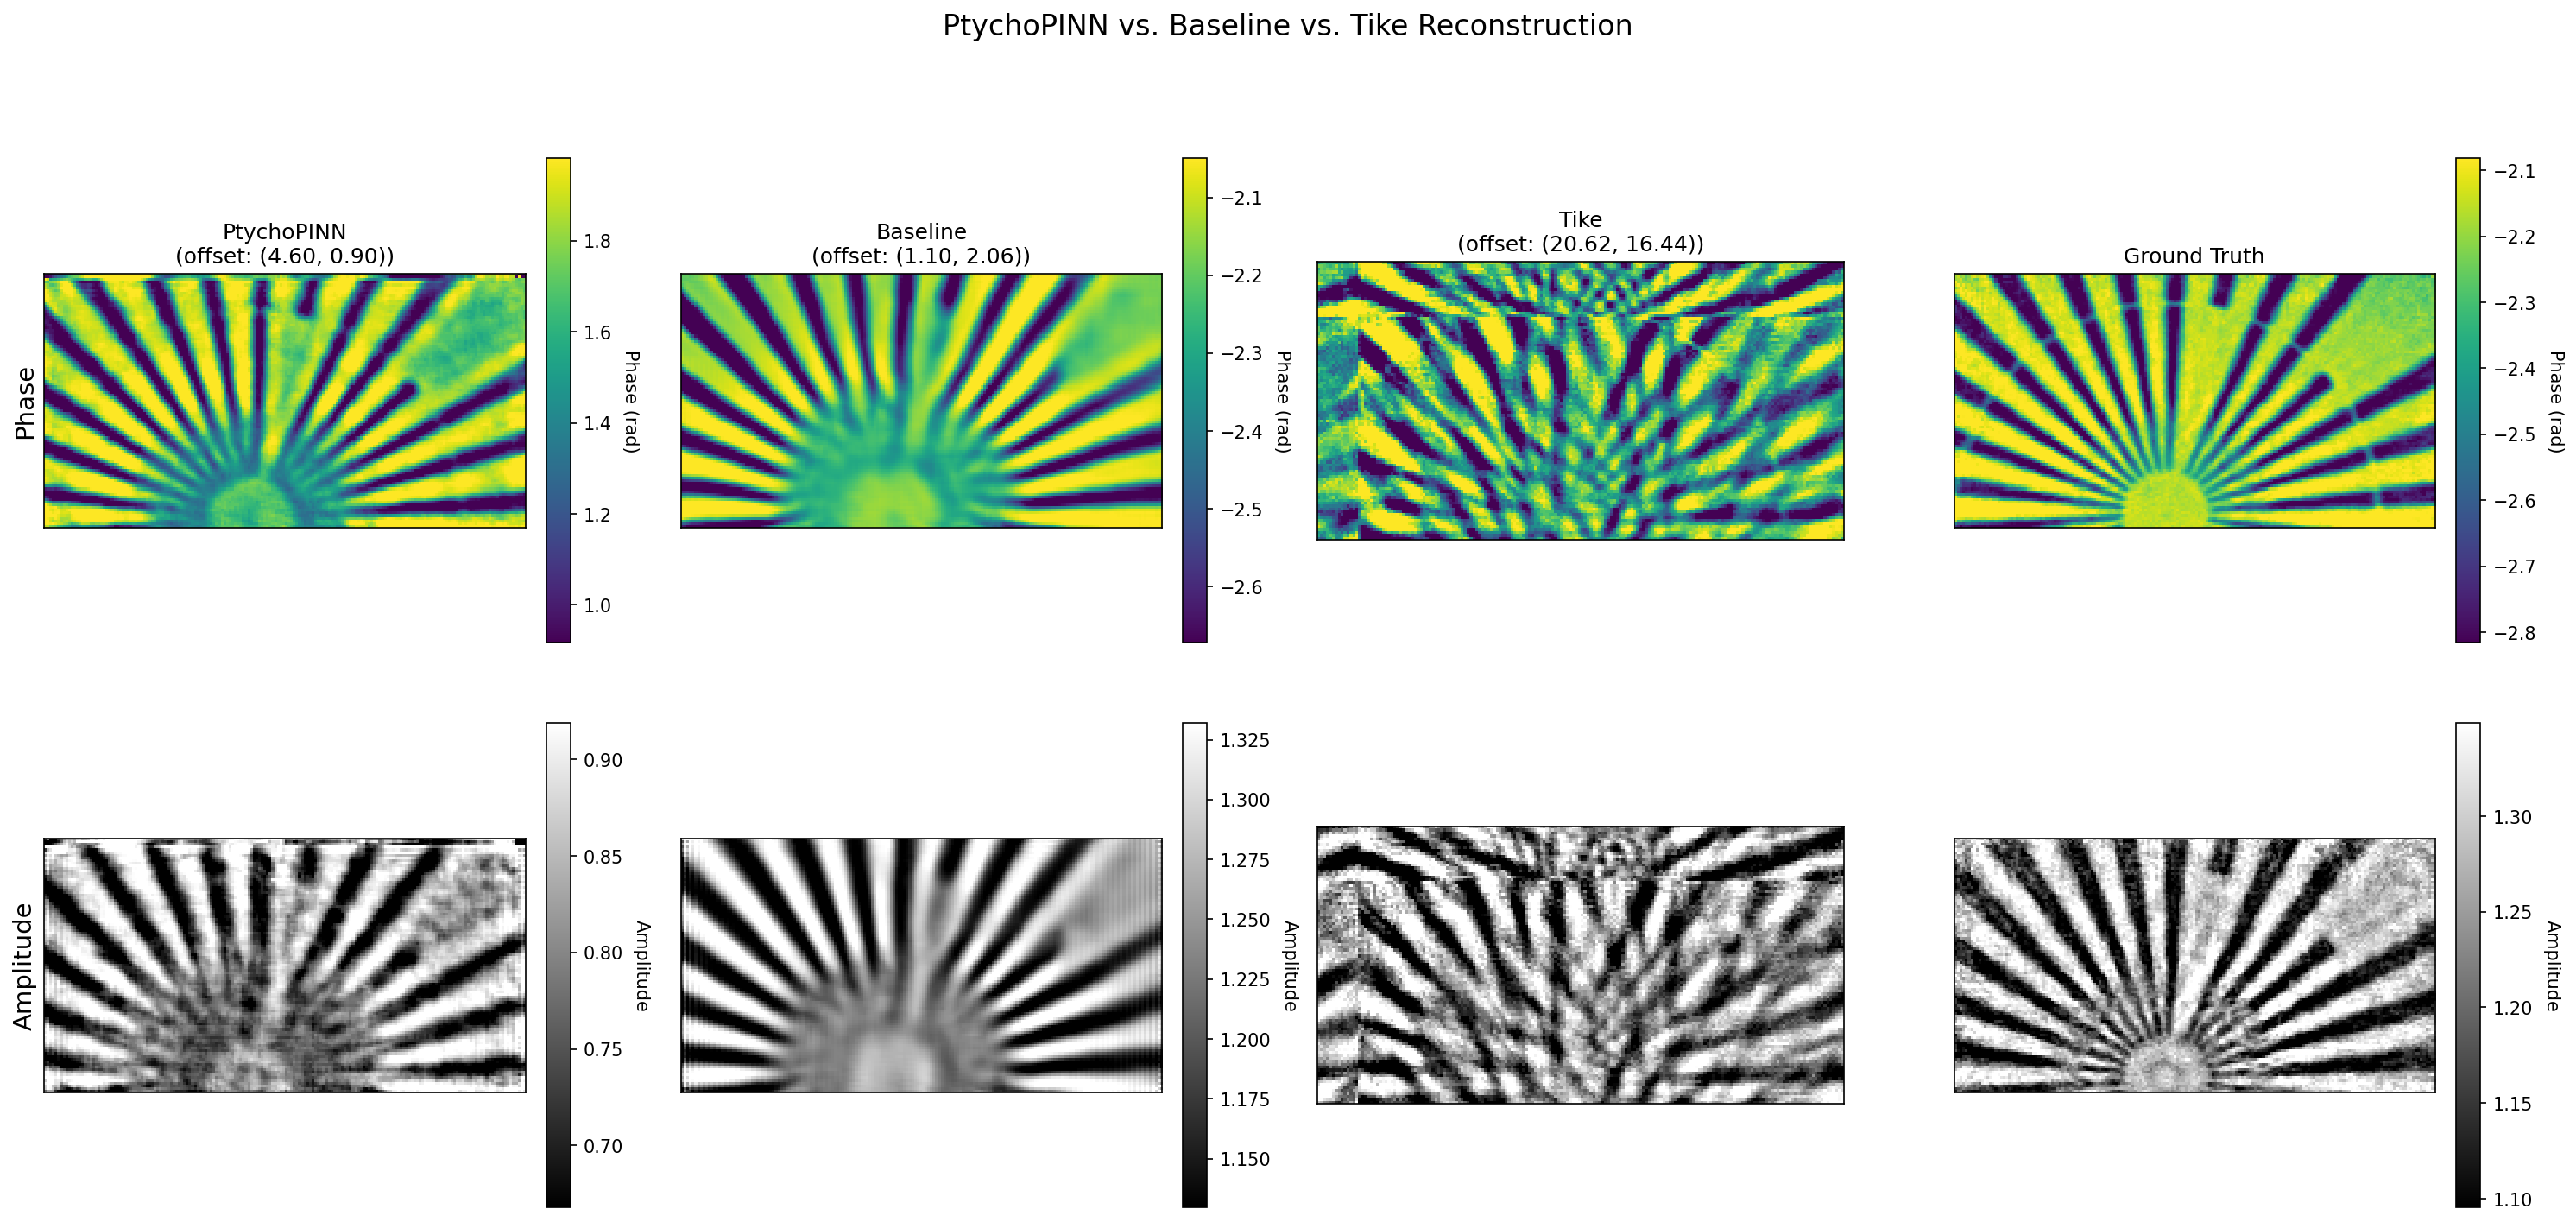 PtychoPINN vs. Baseline vs. Tike Reconstruction
PtychoPINN
(offset: (4.60, 0.90))
Baseline
(offset: (1.10, 2.06))
Tike
(offset: (20.62, 16.44))
Ground Truth
Phase
1.8
1.6
1.4
1.2
1.0
Phase (rad)
−2.1
−2.2
−2.3
−2.4
−2.5
−2.6
Phase (rad)
−2.1
−2.2
−2.3
−2.4
−2.5
−2.6
−2.7
−2.8
Phase (rad)
Amplitude
0.90
0.85
0.80
0.75
0.70
Amplitude
1.325
1.300
1.275
1.250
1.225
1.200
1.175
1.150
Amplitude
1.30
1.25
1.20
1.15
1.10
Amplitude